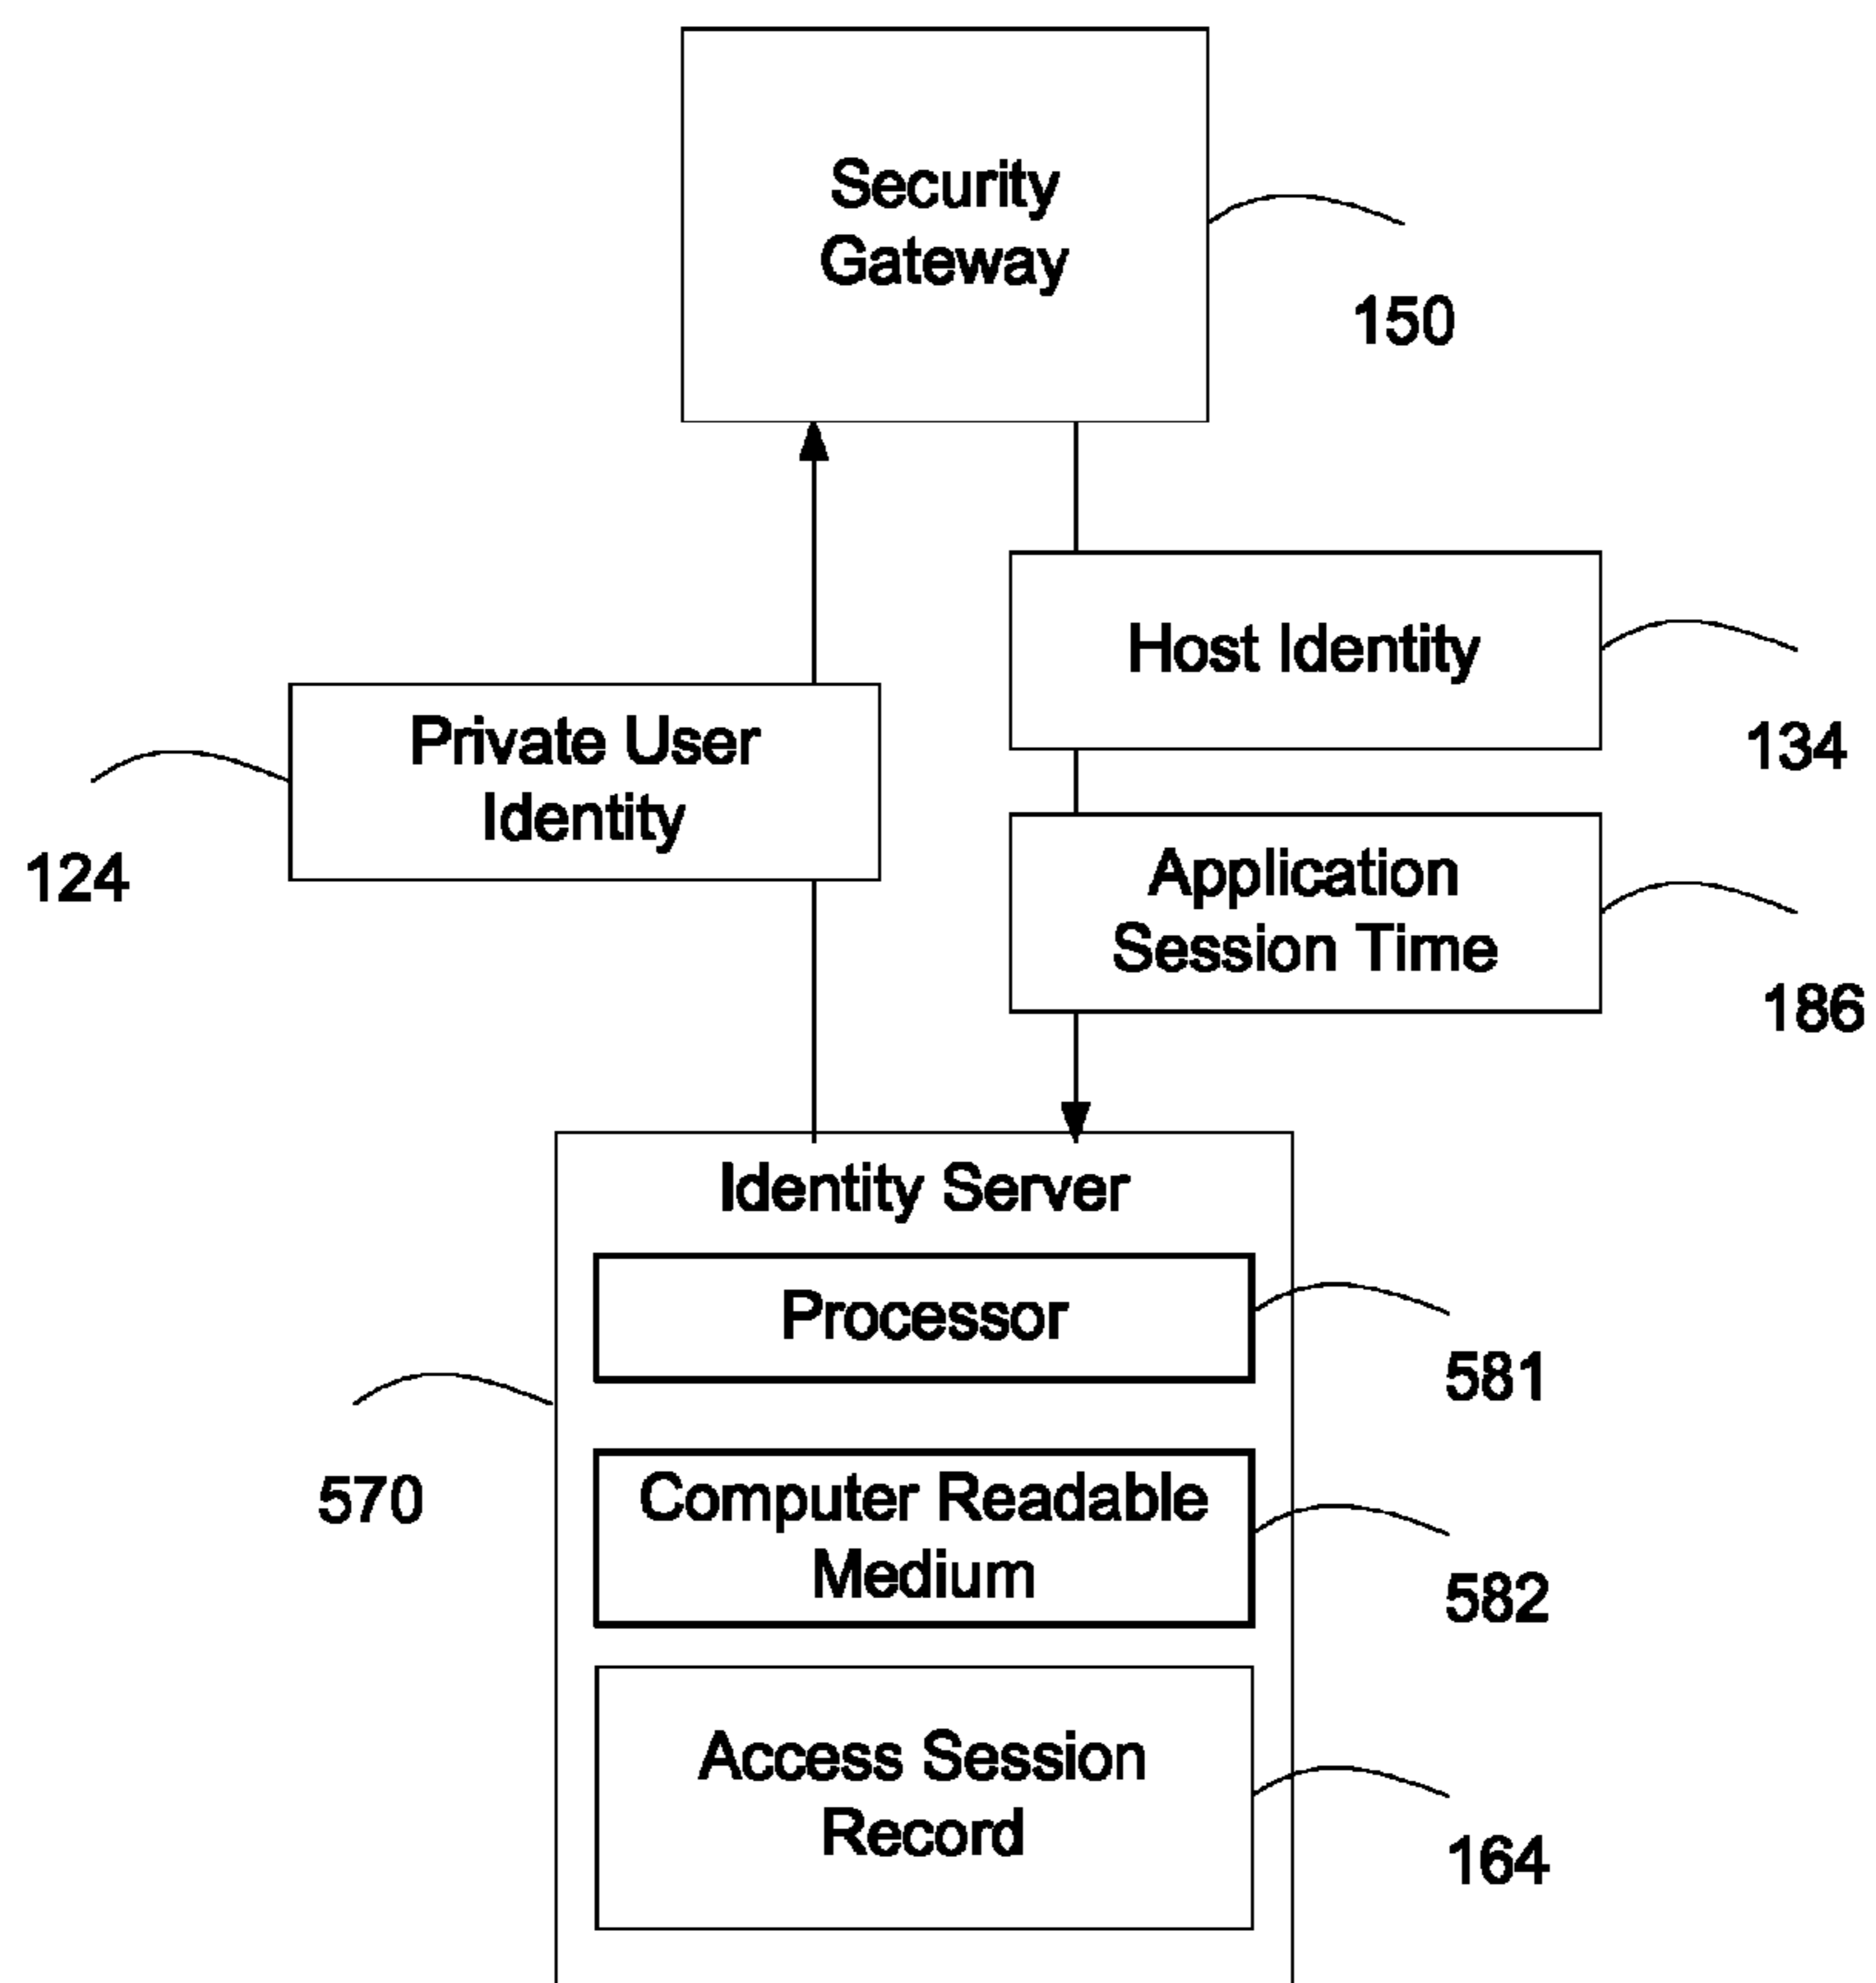 Security
Gateway
150
Host Identity
134
Private User
Identity
124
Application
Session Time
186
Identity Server
Processor
581
570
Computer Readable
Medium
582
Access Session
Record
164